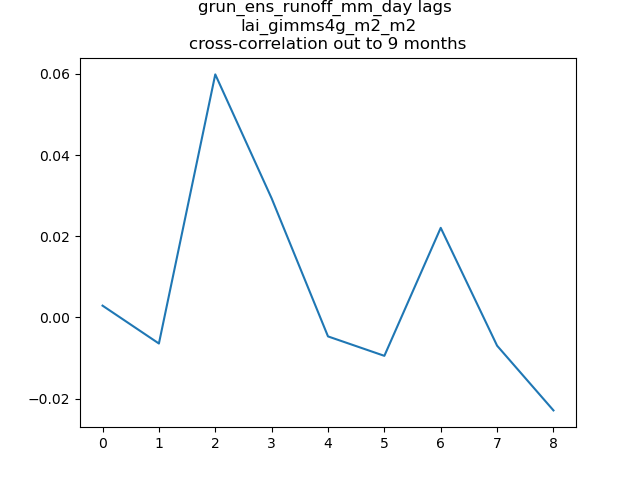 grun_ens_runoff_mm_day lags
lai_gimms4g_m2_m2
cross-correlation out to 9 months
0.06
0.04
0.02
0.00
−0.02
0 1 2 3 4 5 6 7 8